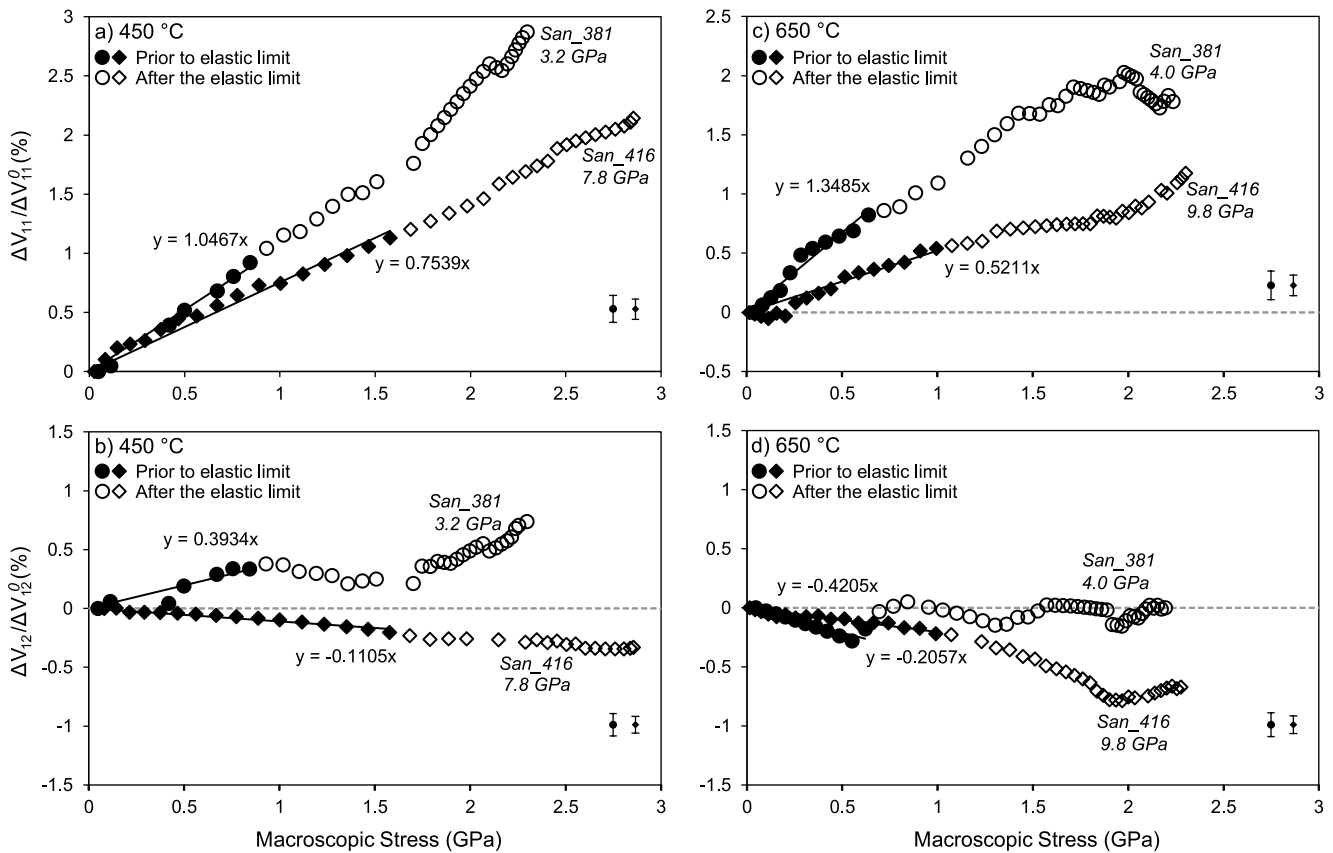 a) 450 °C
Prior to elastic limit
After the elastic limit
San_381
3.2 GPa
San_416
7.8 GPa
y = 1.0467x
y = 0.7539x
ΔV₁₁/ΔV⁰₁₁(%)
3
2.5
2
1.5
1
0.5
0
0 0.5 1 1.5 2 2.5 3
c) 650 °C
Prior to elastic limit
After the elastic limit
San_381
4.0 GPa
y = 1.3485x
San_416
9.8 GPa
y = 0.5211x
2.5
2
1.5
1
0.5
0
-0.5
0 0.5 1 1.5 2 2.5 3
b) 450 °C
Prior to elastic limit
After the elastic limit
San_381
3.2 GPa
y = 0.3934x
y = -0.1105x
San_416
7.8 GPa
ΔV₁₂/ΔV⁰₁₂(%)
1.5
1
0.5
0
-0.5
-1
-1.5
0 0.5 1 1.5 2 2.5 3
Macroscopic Stress (GPa)
d) 650 °C
Prior to elastic limit
After the elastic limit
San_381
4.0 GPa
y = -0.4205x
y = -0.2057x
San_416
9.8 GPa
1.5
1
0.5
0
-0.5
-1
-1.5
0 0.5 1 1.5 2 2.5 3
Macroscopic Stress (GPa)